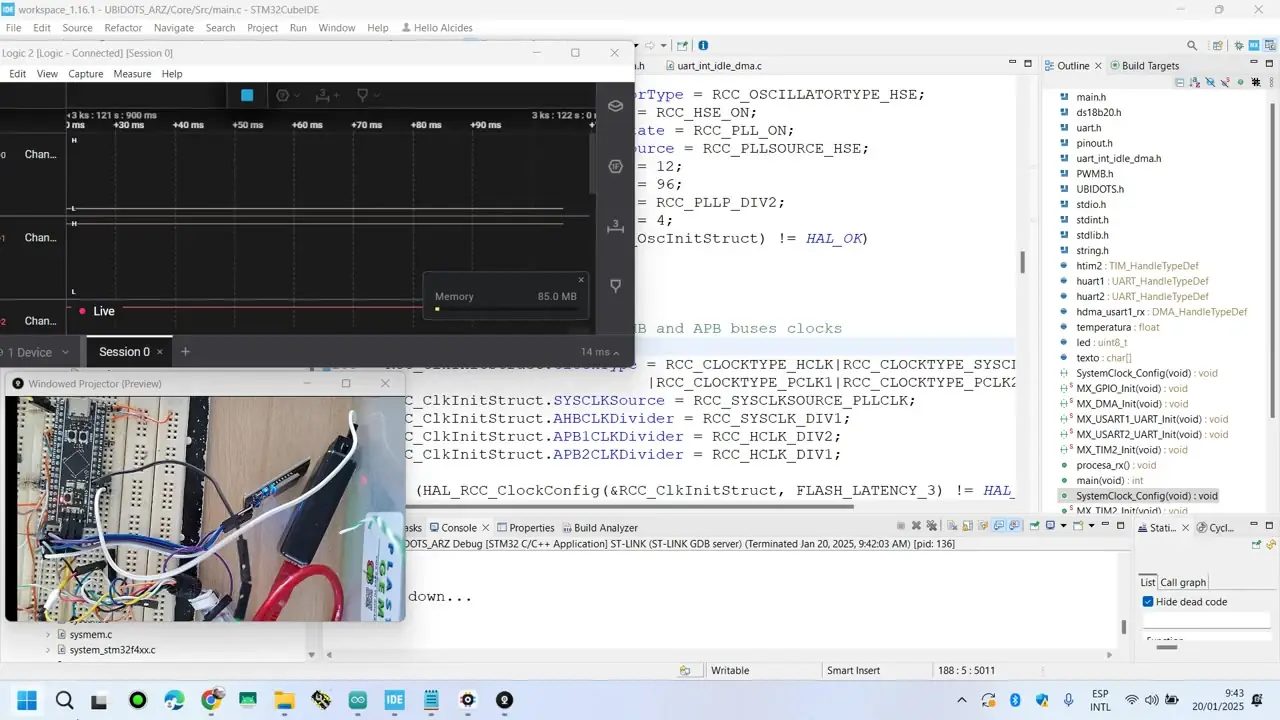 workspace_1.16.1 - UBIDOTS_ARZ/Core/Src/main.c - STM32CubeIDE
File Edit Source Refactor Navigate Search Project Run Window Help Hello Alcides
Logic 2 [Logic - Connected] [Session 0]
Edit View Capture Measure Help
3 ks : 121 s : 900 ms
3 ks : 122 s : 0
0 ms +30 ms +40 ms +50 ms +60 ms +70 ms +80 ms +90 ms
H
Chan...
L
H
Chan...
L
Chan...
Live
Memory 85.0 MB
1 Device
Session 0
14 ms
Windowed Projector (Preview)
sysmem.c
system_stm32f4xx.c
uart_int_idle_dma.c
orType = RCC_OSCILLATORTYPE_HSE;
= RCC_HSE_ON;
ate = RCC_PLL_ON;
ource = RCC_PLLSOURCE_HSE;
= 12;
= 96;
= RCC_PLLP_DIV2;
= 4;
_OscInitStruct) != HAL_OK)
B and APB buses clocks
= RCC_CLOCKTYPE_HCLK|RCC_CLOCKTYPE_SYSC
|RCC_CLOCKTYPE_PCLK1|RCC_CLOCKTYPE_PCLK2
C_ClkInitStruct.SYSCLKSource = RCC_SYSCLKSOURCE_PLLCLK;
C_ClkInitStruct.AHBCLKDivider = RCC_SYSCLK_DIV1;
C_ClkInitStruct.APB1CLKDivider = RCC_HCLK_DIV2;
C_ClkInitStruct.APB2CLKDivider = RCC_HCLK_DIV1;
(HAL_RCC_ClockConfig(&RCC_ClkInitStruct, FLASH_LATENCY_3) != HAL_
asks Console Properties Build Analyzer
DOTS_ARZ Debug [STM32 C/C++ Application] ST-LINK (ST-LINK GDB server) (Terminated Jan 20, 2025, 9:42:03 AM) [pid: 136]
down...
Outline Build Targets
main.h
ds18b20.h
uart.h
pinout.h
uart_int_idle_dma.h
PWMB.h
UBIDOTS.h
stdio.h
stdint.h
stdlib.h
string.h
htim2 : TIM_HandleTypeDef
huart1 : UART_HandleTypeDef
huart2 : UART_HandleTypeDef
hdma_usart1_rx : DMA_HandleTypeDef
temperatura : float
led : uint8_t
texto : char[]
SystemClock_Config(void) : void
MX_GPIO_Init(void) : void
MX_DMA_Init(void) : void
MX_USART1_UART_Init(void) : void
MX_USART2_UART_Init(void) : void
MX_TIM2_Init(void) : void
procesa_rx() : void
main(void) : int
SystemClock_Config(void) : void
MX_TIM2_Init(void) : void
Stati... Cycl...
List Call graph
Hide dead code
Function
Writable Smart Insert 188 : 5 : 5011
IDE
ESP
INTL
9:43
20/01/2025